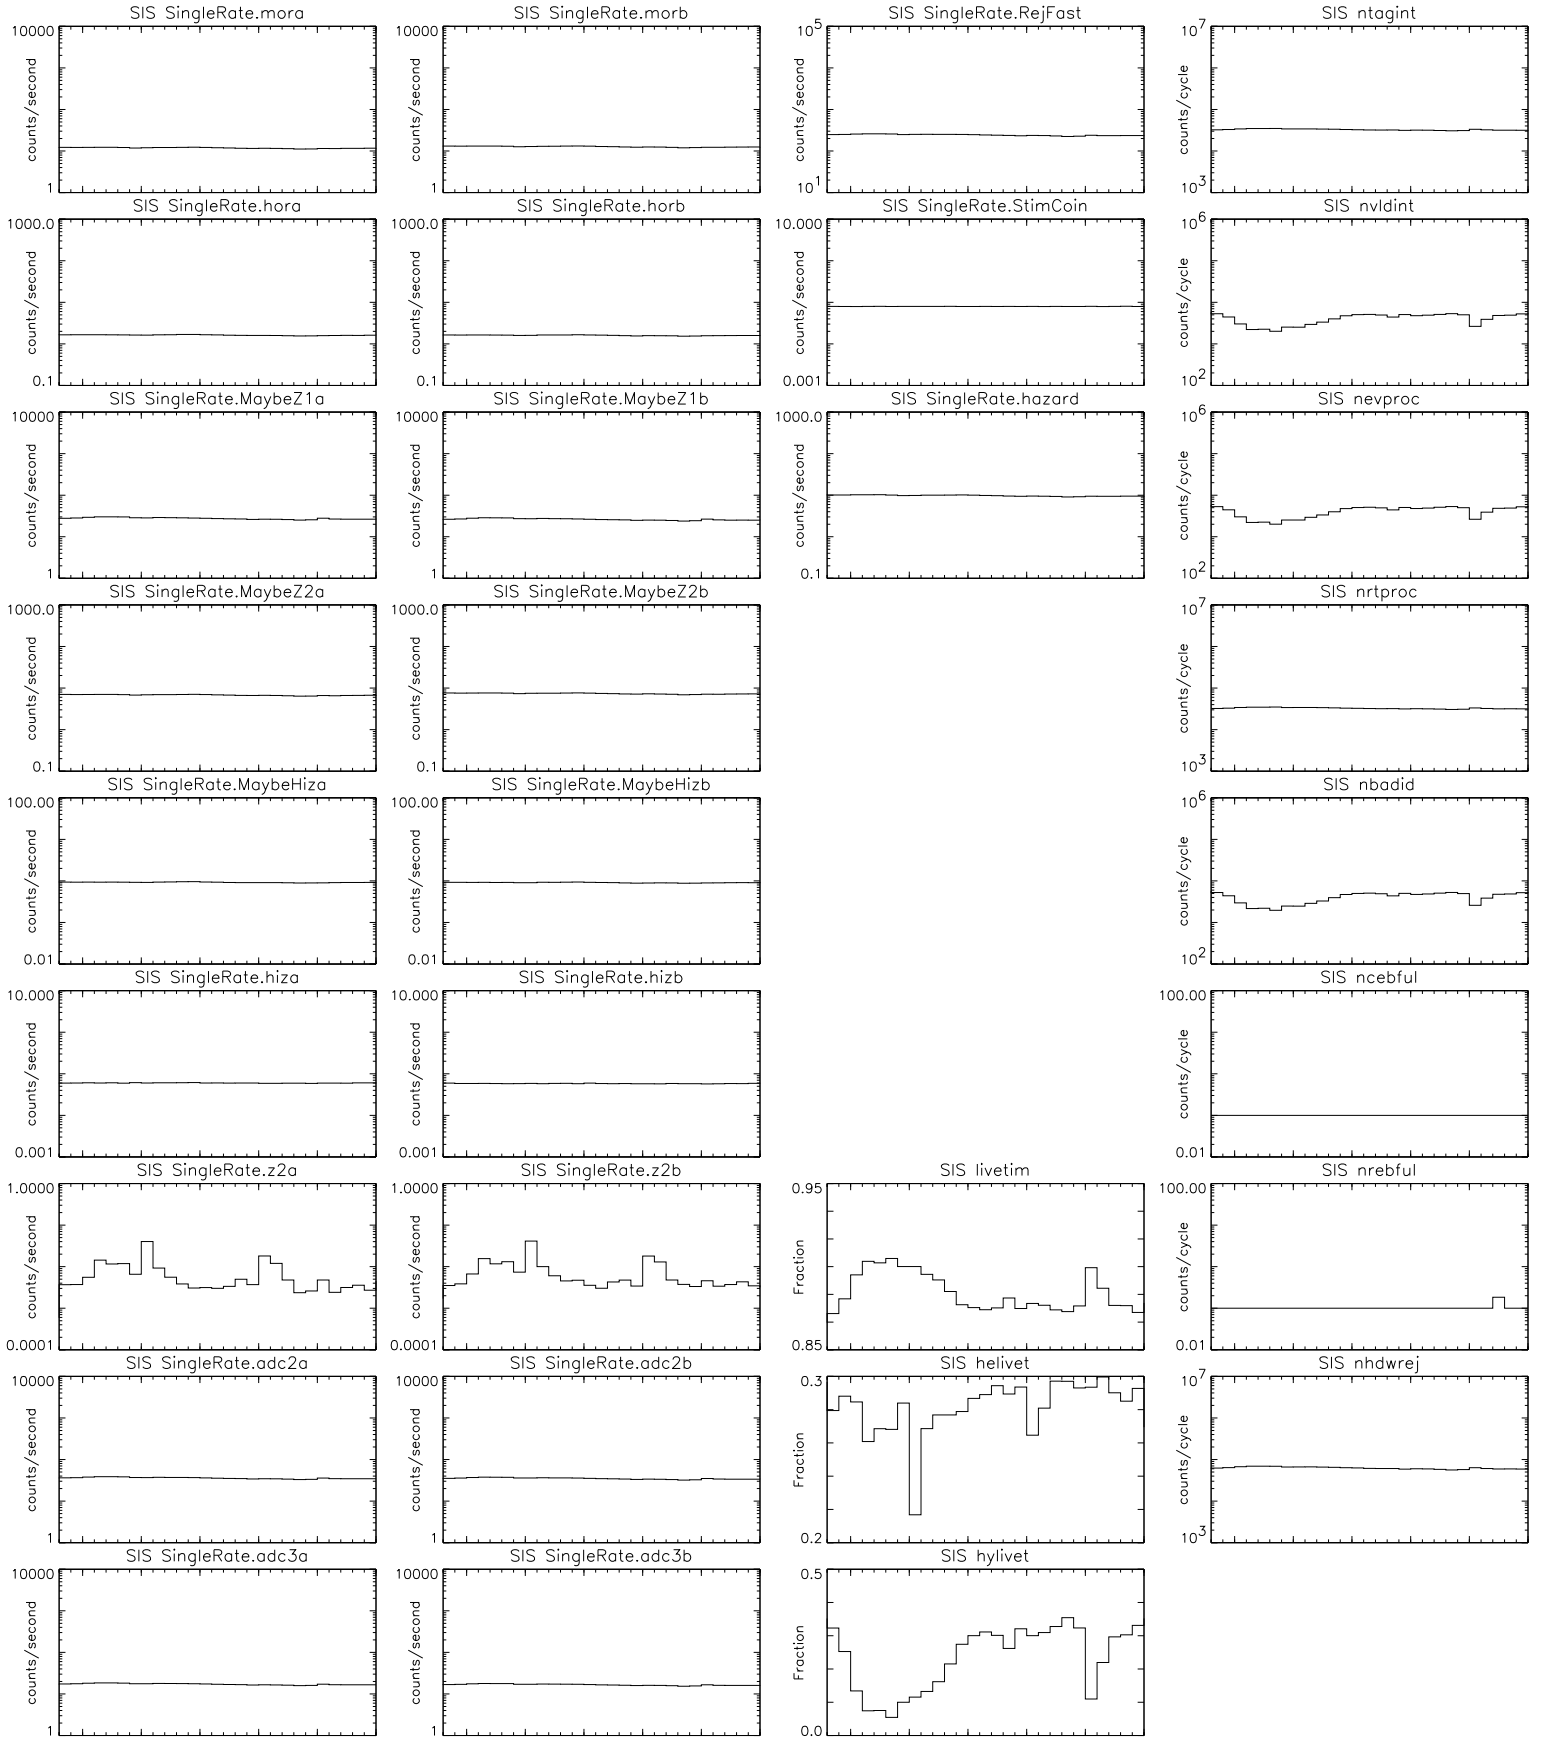 SIS SingleRate.mora
10000
counts/second
1
SIS SingleRate.morb
10000
counts/second
1
SIS SingleRate.RejFast
10^5
counts/second
10^1
SIS ntagint
10^7
counts/cycle
10^3
SIS SingleRate.hora
1000.0
counts/second
0.1
SIS SingleRate.horb
1000.0
counts/second
0.1
SIS SingleRate.StimCoin
10.000
counts/second
0.001
SIS nvldint
10^6
counts/cycle
10^2
SIS SingleRate.MaybeZ1a
10000
counts/second
1
SIS SingleRate.MaybeZ1b
10000
counts/second
1
SIS SingleRate.hazard
1000.0
counts/second
0.1
SIS nevproc
10^6
counts/cycle
10^2
SIS SingleRate.MaybeZ2a
1000.0
counts/second
0.1
SIS SingleRate.MaybeZ2b
1000.0
counts/second
0.1
SIS nrtproc
10^7
counts/cycle
10^3
SIS SingleRate.MaybeHiza
100.00
counts/second
0.01
SIS SingleRate.MaybeHizb
100.00
counts/second
0.01
SIS nbadid
10^6
counts/cycle
10^2
SIS SingleRate.hiza
10.000
counts/second
0.001
SIS SingleRate.hizb
10.000
counts/second
0.001
SIS ncebful
100.00
counts/cycle
0.01
SIS SingleRate.z2a
1.0000
counts/second
0.0001
SIS SingleRate.z2b
1.0000
counts/second
0.0001
SIS livetim
0.95
Fraction
0.85
SIS nrebful
100.00
counts/cycle
0.01
SIS SingleRate.adc2a
10000
counts/second
1
SIS SingleRate.adc2b
10000
counts/second
1
SIS helivet
0.3
Fraction
0.2
SIS nhdwrej
10^7
counts/cycle
10^3
SIS SingleRate.adc3a
10000
counts/second
1
SIS SingleRate.adc3b
10000
counts/second
1
SIS hylivet
0.5
Fraction
0.0